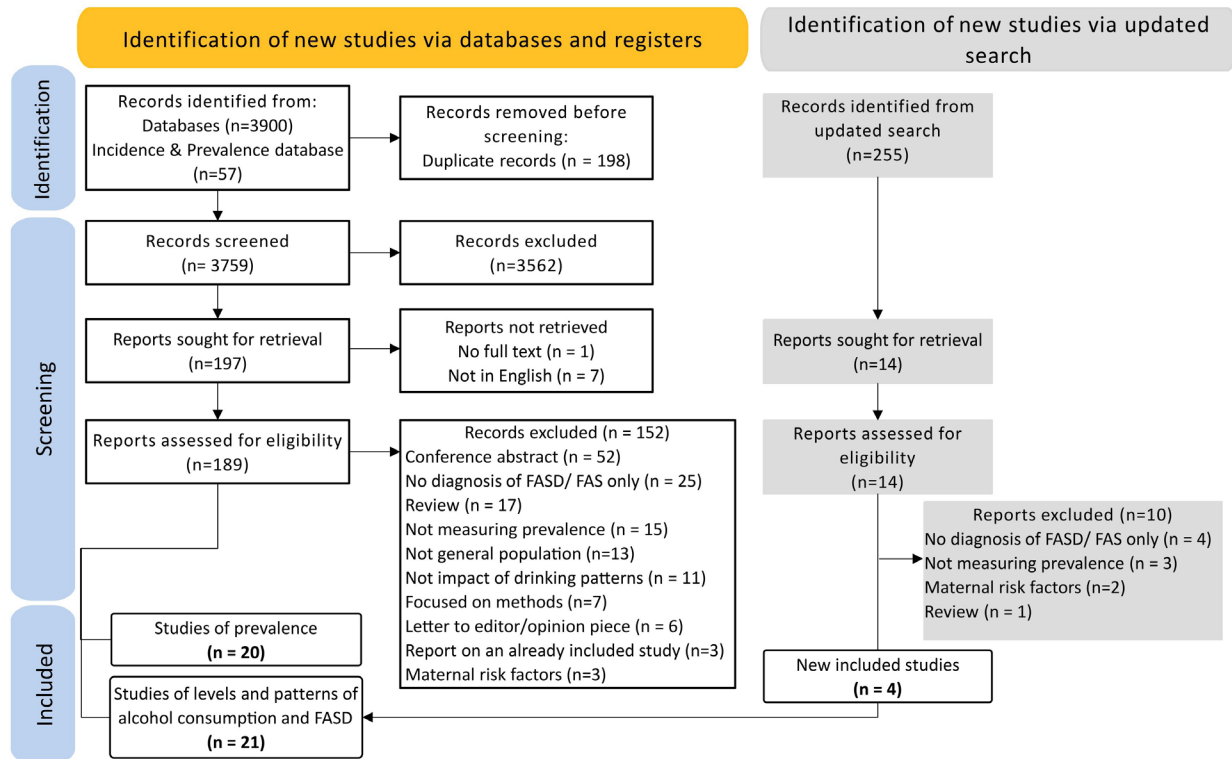 Identification of new studies via databases and registers
Identification of new studies via updated
search
Identification
Records identified from:
Databases (n=3900)
Incidence & Prevalence database
(n=57)
Records removed before
screening:
Duplicate records (n = 198)
Records identified from
updated search
(n=255)
Screening
Records screened
(n= 3759)
Records excluded
(n=3562)
Reports sought for retrieval
(n=197)
Reports not retrieved
No full text (n = 1)
Not in English (n = 7)
Reports sought for retrieval
(n=14)
Reports assessed for eligibility
(n=189)
Records excluded (n = 152)
Conference abstract (n = 52)
No diagnosis of FASD/ FAS only (n = 25)
Review (n = 17)
Not measuring prevalence (n = 15)
Not general population (n=13)
Not impact of drinking patterns (n = 11)
Focused on methods (n=7)
Letter to editor/opinion piece (n = 6)
Report on an already included study (n=3)
Maternal risk factors (n=3)
Reports assessed for
eligibility
(n=14)
Reports excluded (n=10)
No diagnosis of FASD/ FAS only (n = 4)
Not measuring prevalence (n = 3)
Maternal risk factors (n=2)
Review (n = 1)
Included
Studies of prevalence
(n = 20)
Studies of levels and patterns of
alcohol consumption and FASD
(n = 21)
New included studies
(n = 4)